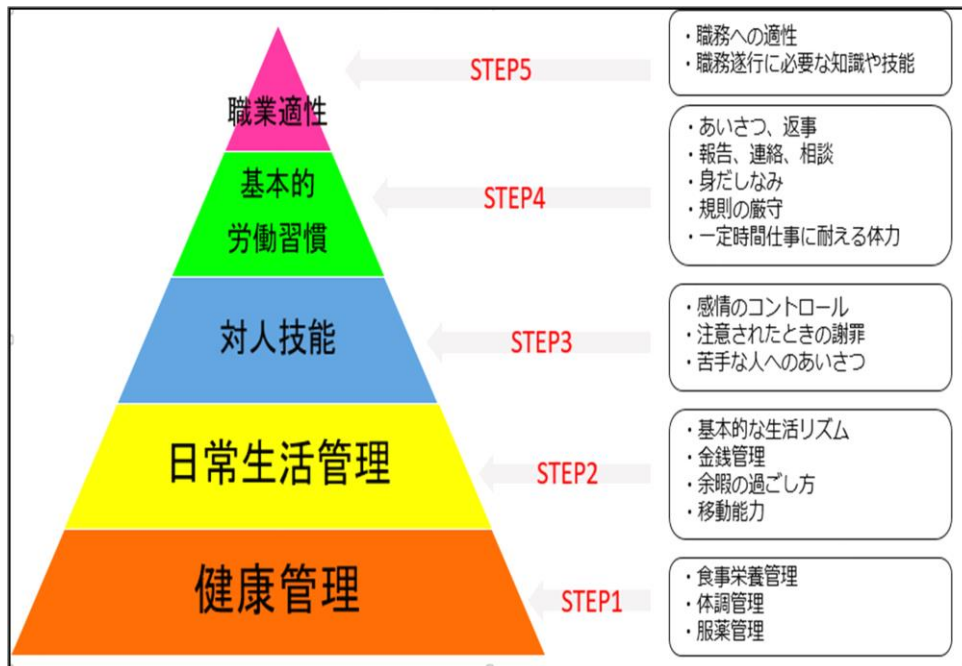 職業適性
STEP5
・職務への適性
・職務遂行に必要な知識や技能
基本的
労働習慣
STEP4
・あいさつ、返事
・報告、連絡、相談
・身だしなみ
・規則の厳守
・一定時間仕事に耐える体力
対人技能
STEP3
・感情のコントロール
・注意されたときの謝罪
・苦手な人へのあいさつ
日常生活管理
STEP2
・基本的な生活リズム
・金銭管理
・余暇の過ごし方
・移動能力
健康管理
STEP1
・食事栄養管理
・体調管理
・服薬管理